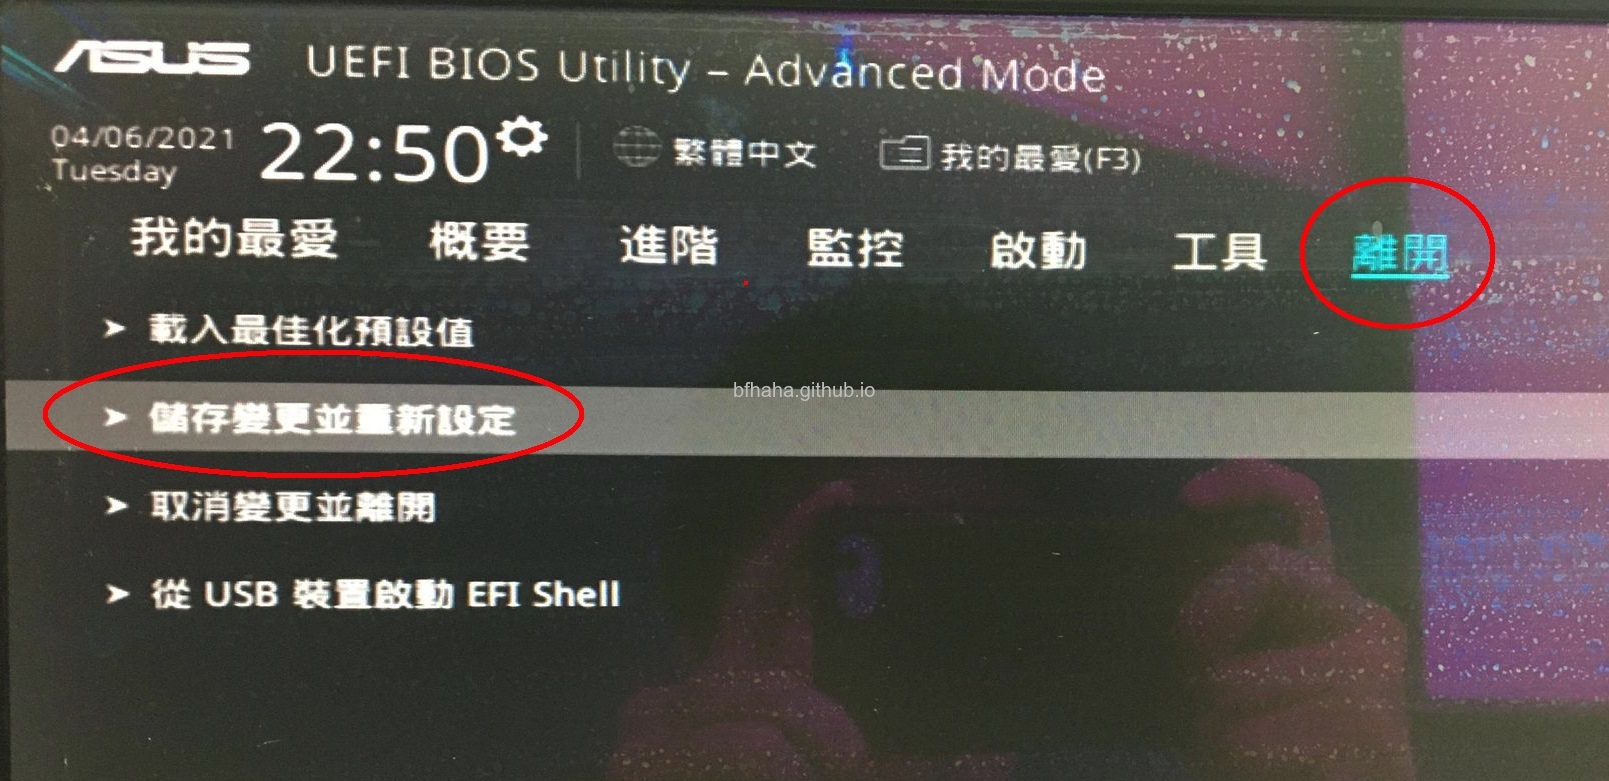 ASUS UEFI BIOS Utility – Advanced Mode
04/06/2021
Tuesday
22:50
繁體中文
我的最愛(F3)
我的最愛 概要 進階 監控 啟動 工具 離開
➤ 載入最佳化預設值
bfhaha.github.io
➤ 儲存變更並重新設定
➤ 取消變更並離開
➤ 從 USB 裝置啟動 EFI Shell